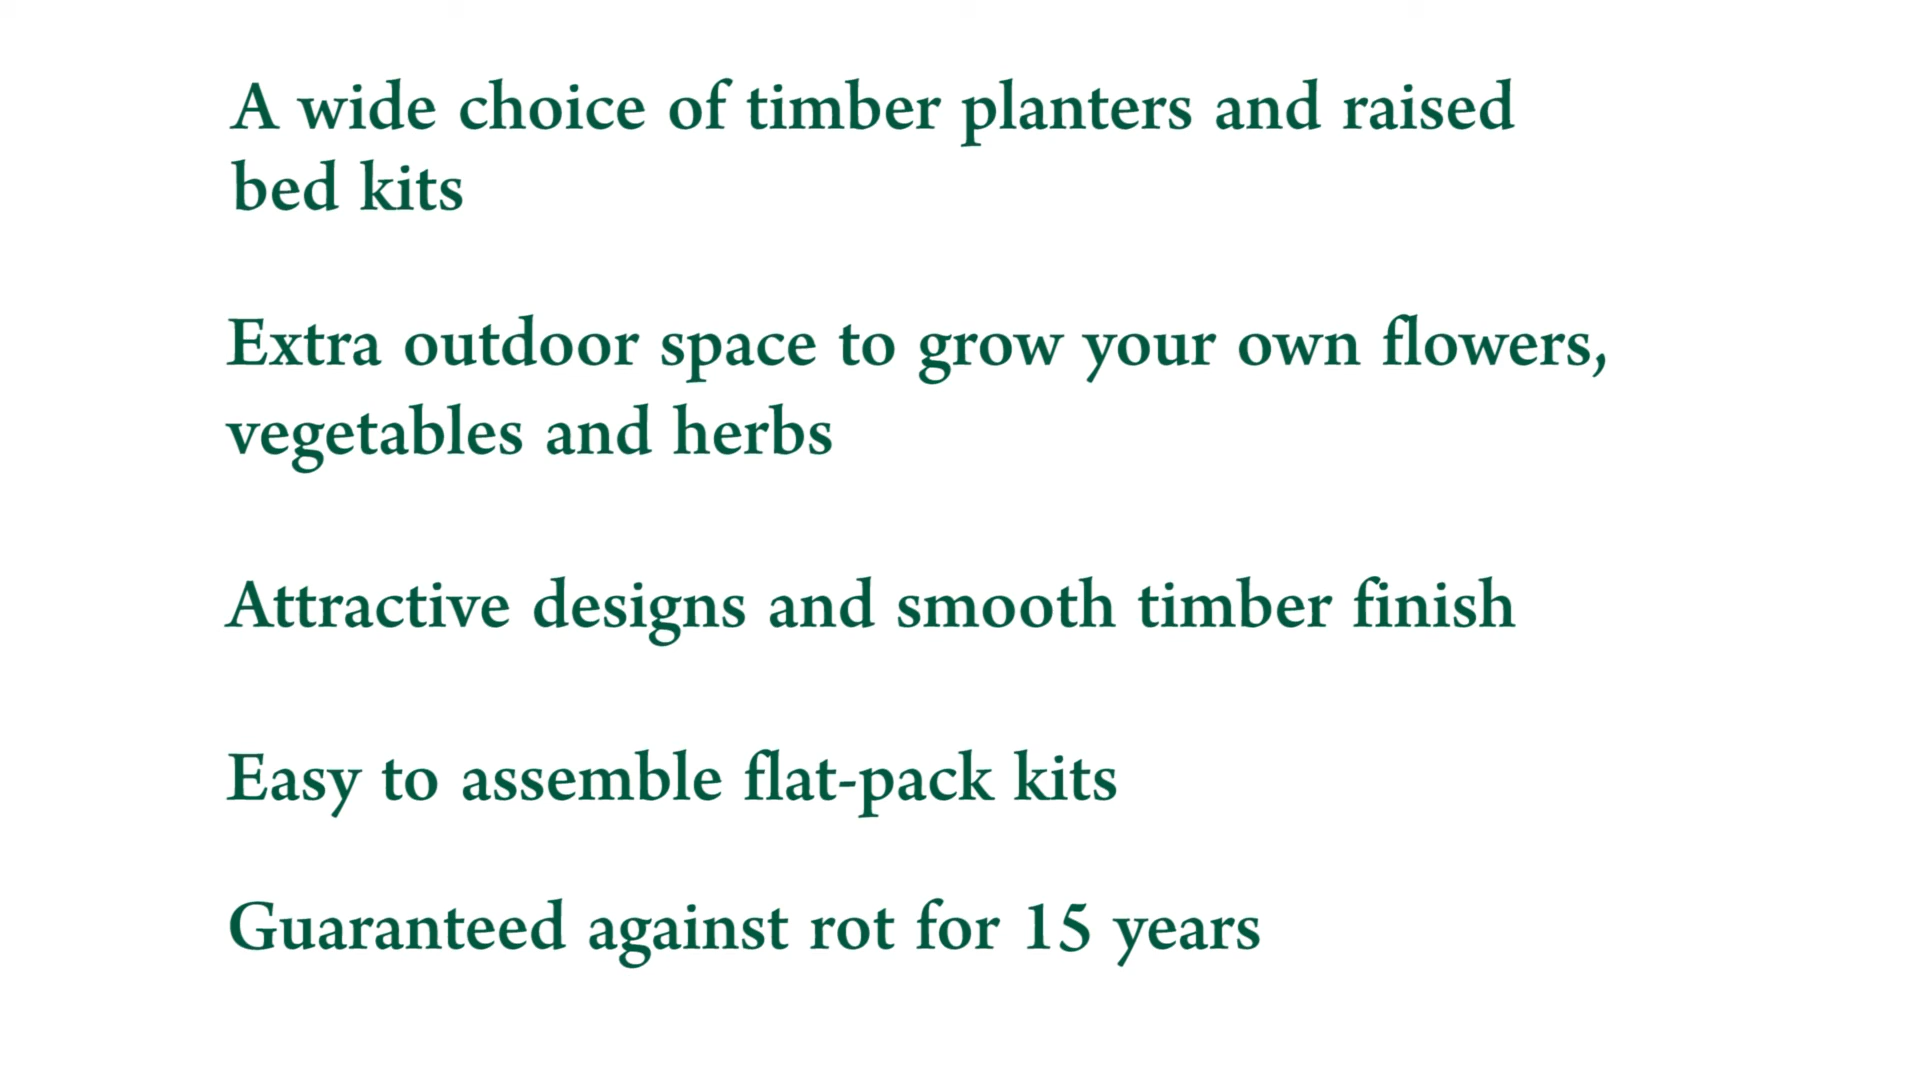 A wide choice of timber planters and raised
bed kits
Extra outdoor space to grow your own flowers,
vegetables and herbs
Attractive designs and smooth timber finish
Easy to assemble flat-pack kits
Guaranteed against rot for 15 years